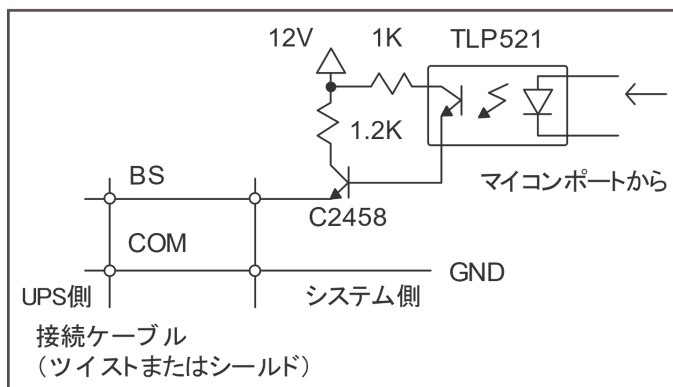 12V
1K
TLP521
1.2K
マイコンポートから
BS
C2458
COM
GND
UPS側
システム側
接続ケーブル
（ツイストまたはシールド）